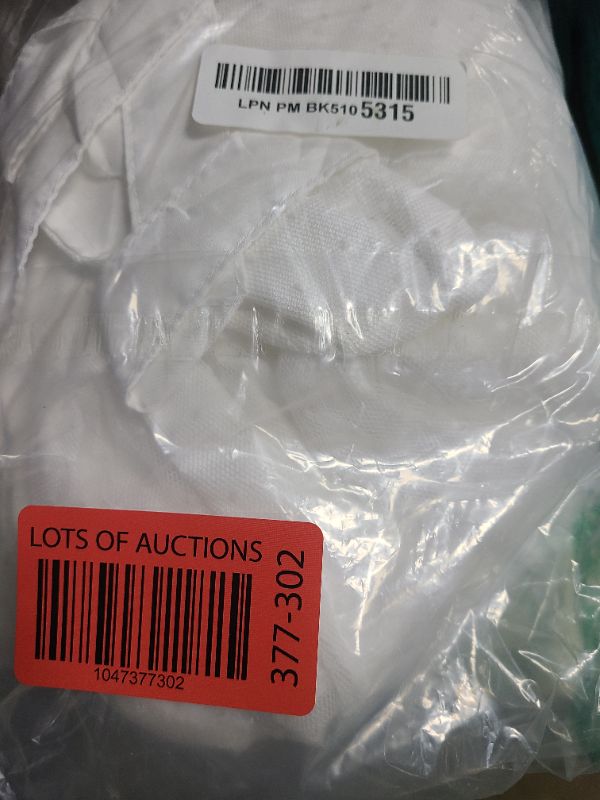 LPN PM BK510 5315
LOTS OF AUCTIONS
1047377302
377-302